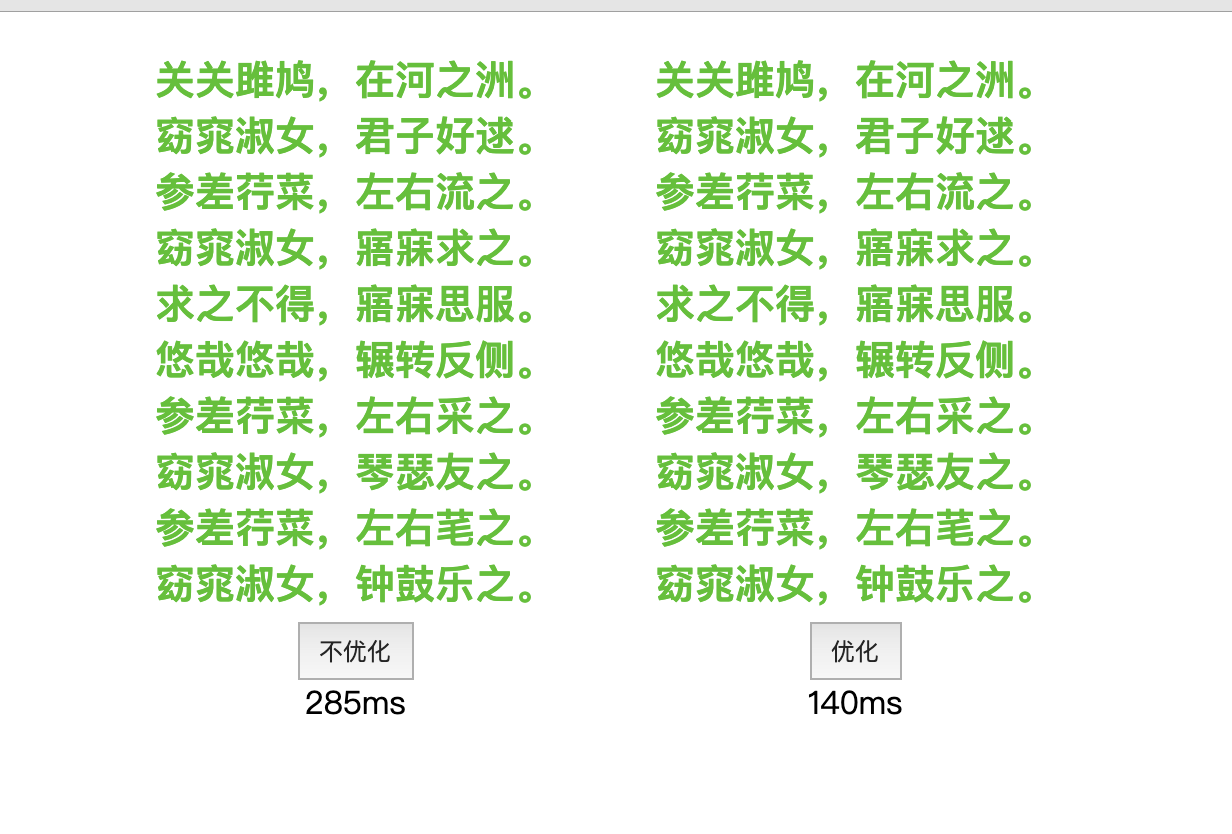 关关雎鸠，在河之洲。
窈窕淑女，君子好逑。
参差荇菜，左右流之。
窈窕淑女，寤寐求之。
求之不得，寤寐思服。
悠哉悠哉，辗转反侧。
参差荇菜，左右采之。
窈窕淑女，琴瑟友之。
参差荇菜，左右芼之。
窈窕淑女，钟鼓乐之。
不优化
285ms
关关雎鸠，在河之洲。
窈窕淑女，君子好逑。
参差荇菜，左右流之。
窈窕淑女，寤寐求之。
求之不得，寤寐思服。
悠哉悠哉，辗转反侧。
参差荇菜，左右采之。
窈窕淑女，琴瑟友之。
参差荇菜，左右芼之。
窈窕淑女，钟鼓乐之。
优化
140ms